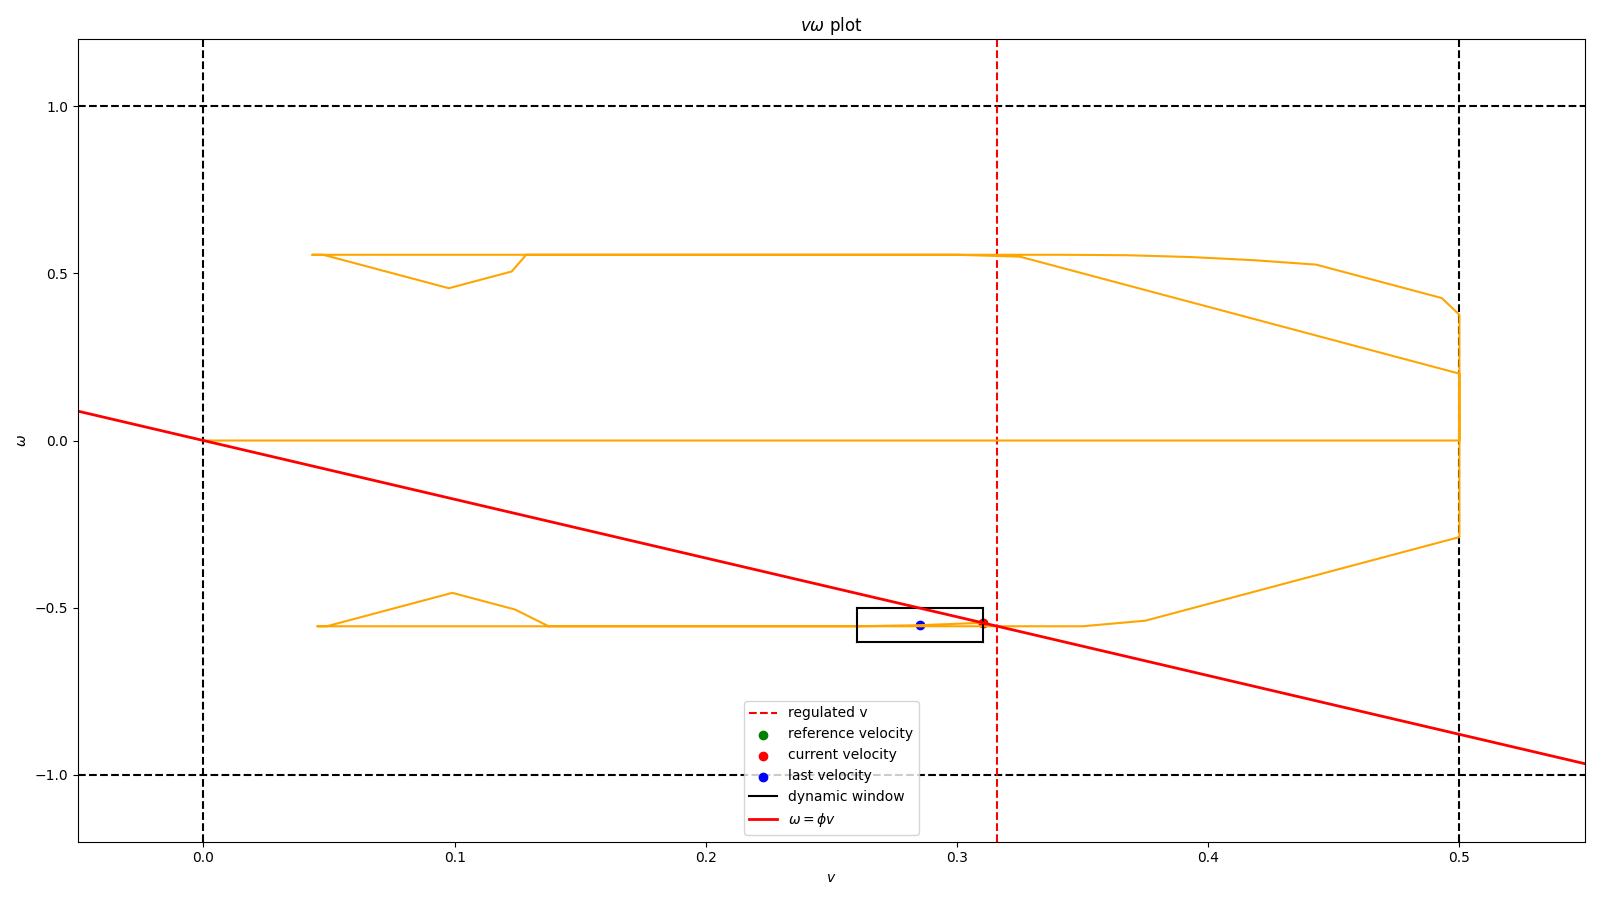 vω plot
1.0
0.5
0.0
−0.5
−1.0
ω
regulated v
reference velocity
current velocity
last velocity
dynamic window
ω = ϕv
0.0 0.1 0.2 0.3 0.4 0.5
v